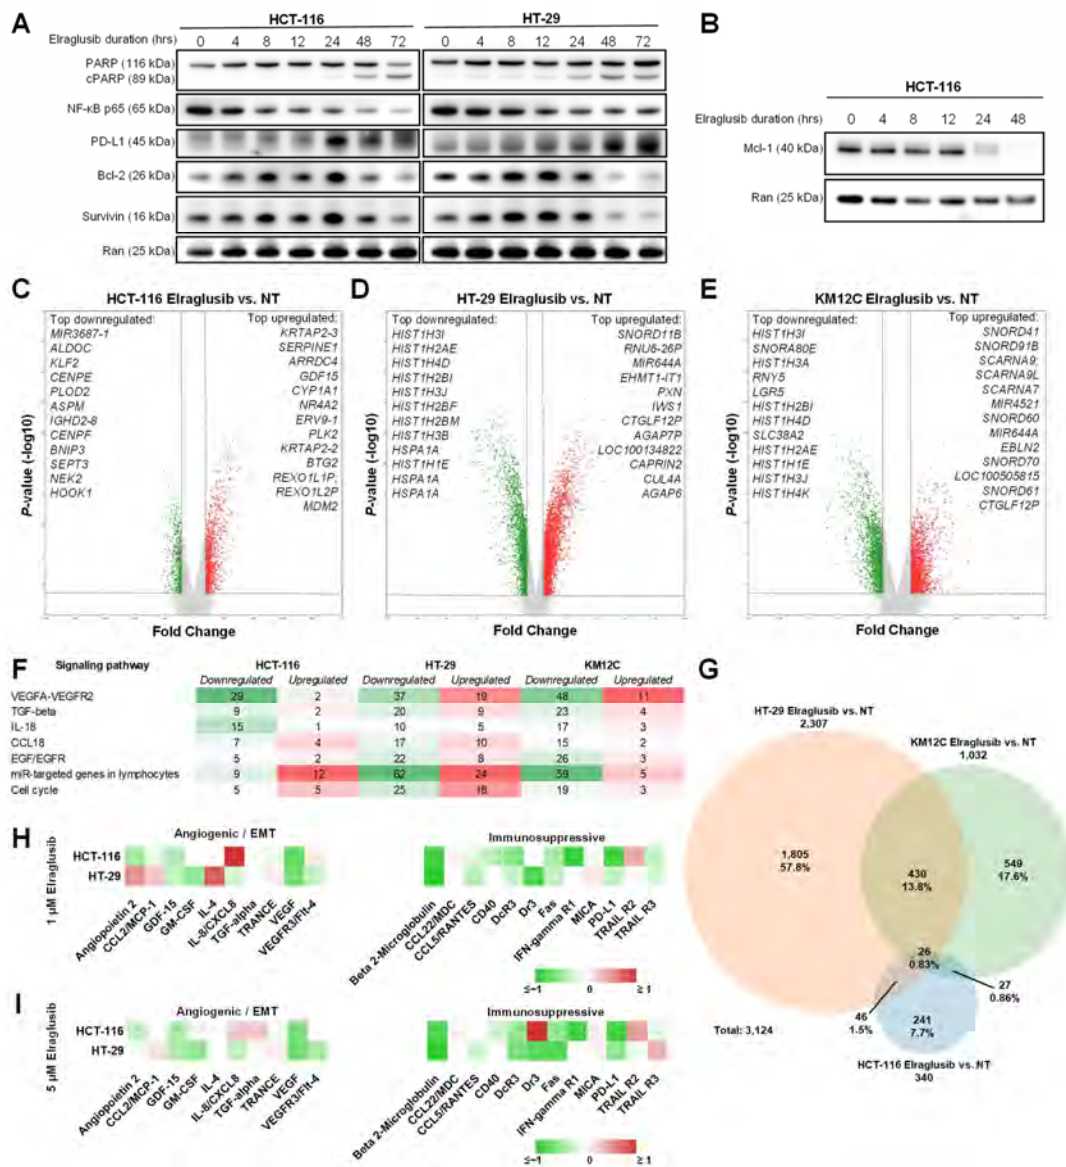 A
HCT-116
HT-29
Elraglusib duration (hrs)
0 4 8 12 24 48 72
0 4 8 12 24 48 72
PARP (116 kDa)
cPARP (89 kDa)
NF-κB p65 (65 kDa)
PD-L1 (45 kDa)
Bcl-2 (26 kDa)
Survivin (16 kDa)
Ran (25 kDa)
B
HCT-116
Elraglusib duration (hrs)
0 4 8 12 24 48
Mcl-1 (40 kDa)
Ran (25 kDa)
C
HCT-116 Elraglusib vs. NT
Top downregulated:
MIR3687-1
ALDOC
KLF2
CENPE
PLOD2
ASPM
IGHD2-8
CENPF
BNIP3
SEPT3
NEK2
HOOK1
Top upregulated:
KRTAP2-3
SERPINE1
ARRDC4
GDF15
CYP1A1
NR4A2
ERV9-1
PLK2
KRTAP2-2
BTG2
REXO1L1P;
REXO1L2P
MDM2
P-value (-log10)
Fold Change
D
HT-29 Elraglusib vs. NT
Top downregulated:
HIST1H3I
HIST1H2AE
HIST1H4D
HIST1H2BI
HIST1H3J
HIST1H2BF
HIST1H2BM
HIST1H3B
HSPA1A
HIST1H1E
HSPA1A
HSPA1A
Top upregulated:
SNORD11B
RNU6-26P
MIR644A
EHMT1-IT1
PXN
IWS1
CTGLF12P
AGAP7P
LOC100134822
CAPRIN2
CUL4A
AGAP6
P-value (-log10)
Fold Change
E
KM12C Elraglusib vs. NT
Top downregulated:
HIST1H3I
SNORA80E
HIST1H3A
RNY5
LGR5
HIST1H2BI
HIST1H4D
SLC38A2
HIST1H2AE
HIST1H1E
HIST1H3J
HIST1H4K
Top upregulated:
SNORD41
SNORD91B
SCARNA9;
SCARNA9L
SCARNA7
MIR4521
SNORD60
MIR644A
EBLN2
SNORD70
LOC100505815
SNORD61
CTGLF12P
P-value (-log10)
Fold Change
F
Signaling pathway HCT-116 HT-29 KM12C
Downregulated Upregulated Downregulated Upregulated Downregulated Upregulated
VEGFA-VEGFR2 29 2 37 19 48 11
TGF-beta 9 2 20 9 23 4
IL-18 15 1 10 5 17 3
CCL18 7 4 17 10 15 2
EGF/EGFR 5 2 22 8 26 3
miR-targeted genes in lymphocytes 9 12 62 24 59 5
Cell cycle 5 5 25 16 19 3
G
HT-29 Elraglusib vs. NT
2,307
KM12C Elraglusib vs. NT
1,032
1,805
57.8%
430
13.8%
549
17.6%
26
0.83%
27
0.86%
46
1.5%
241
7.7%
Total: 3,124
HCT-116 Elraglusib vs. NT
340
H
1 μM Elraglusib
Angiogenic / EMT
HCT-116
HT-29
Angiopoietin 2
CCL2/MCP-1
GDF-15
GM-CSF
IL-4
IL-8/CXCL8
TGF-alpha
TRANCE
VEGF
VEGFR3/Flt-4
Immunosuppressive
Beta 2-Microglobulin
CCL22/MDC
CCL5/RANTES
CD40
DcR3
Dr3
Fas
IFN-gamma R1
MICA
PD-L1
TRAIL R2
TRAIL R3
≤-1 0 ≥ 1
I
5 μM Elraglusib
Angiogenic / EMT
HCT-116
HT-29
Angiopoietin 2
CCL2/MCP-1
GDF-15
GM-CSF
IL-4
IL-8/CXCL8
TGF-alpha
TRANCE
VEGF
VEGFR3/Flt-4
Immunosuppressive
Beta 2-Microglobulin
CCL22/MDC
CCL5/RANTES
CD40
DcR3
Dr3
Fas
IFN-gamma R1
MICA
PD-L1
TRAIL R2
TRAIL R3
≤-1 0 ≥ 1